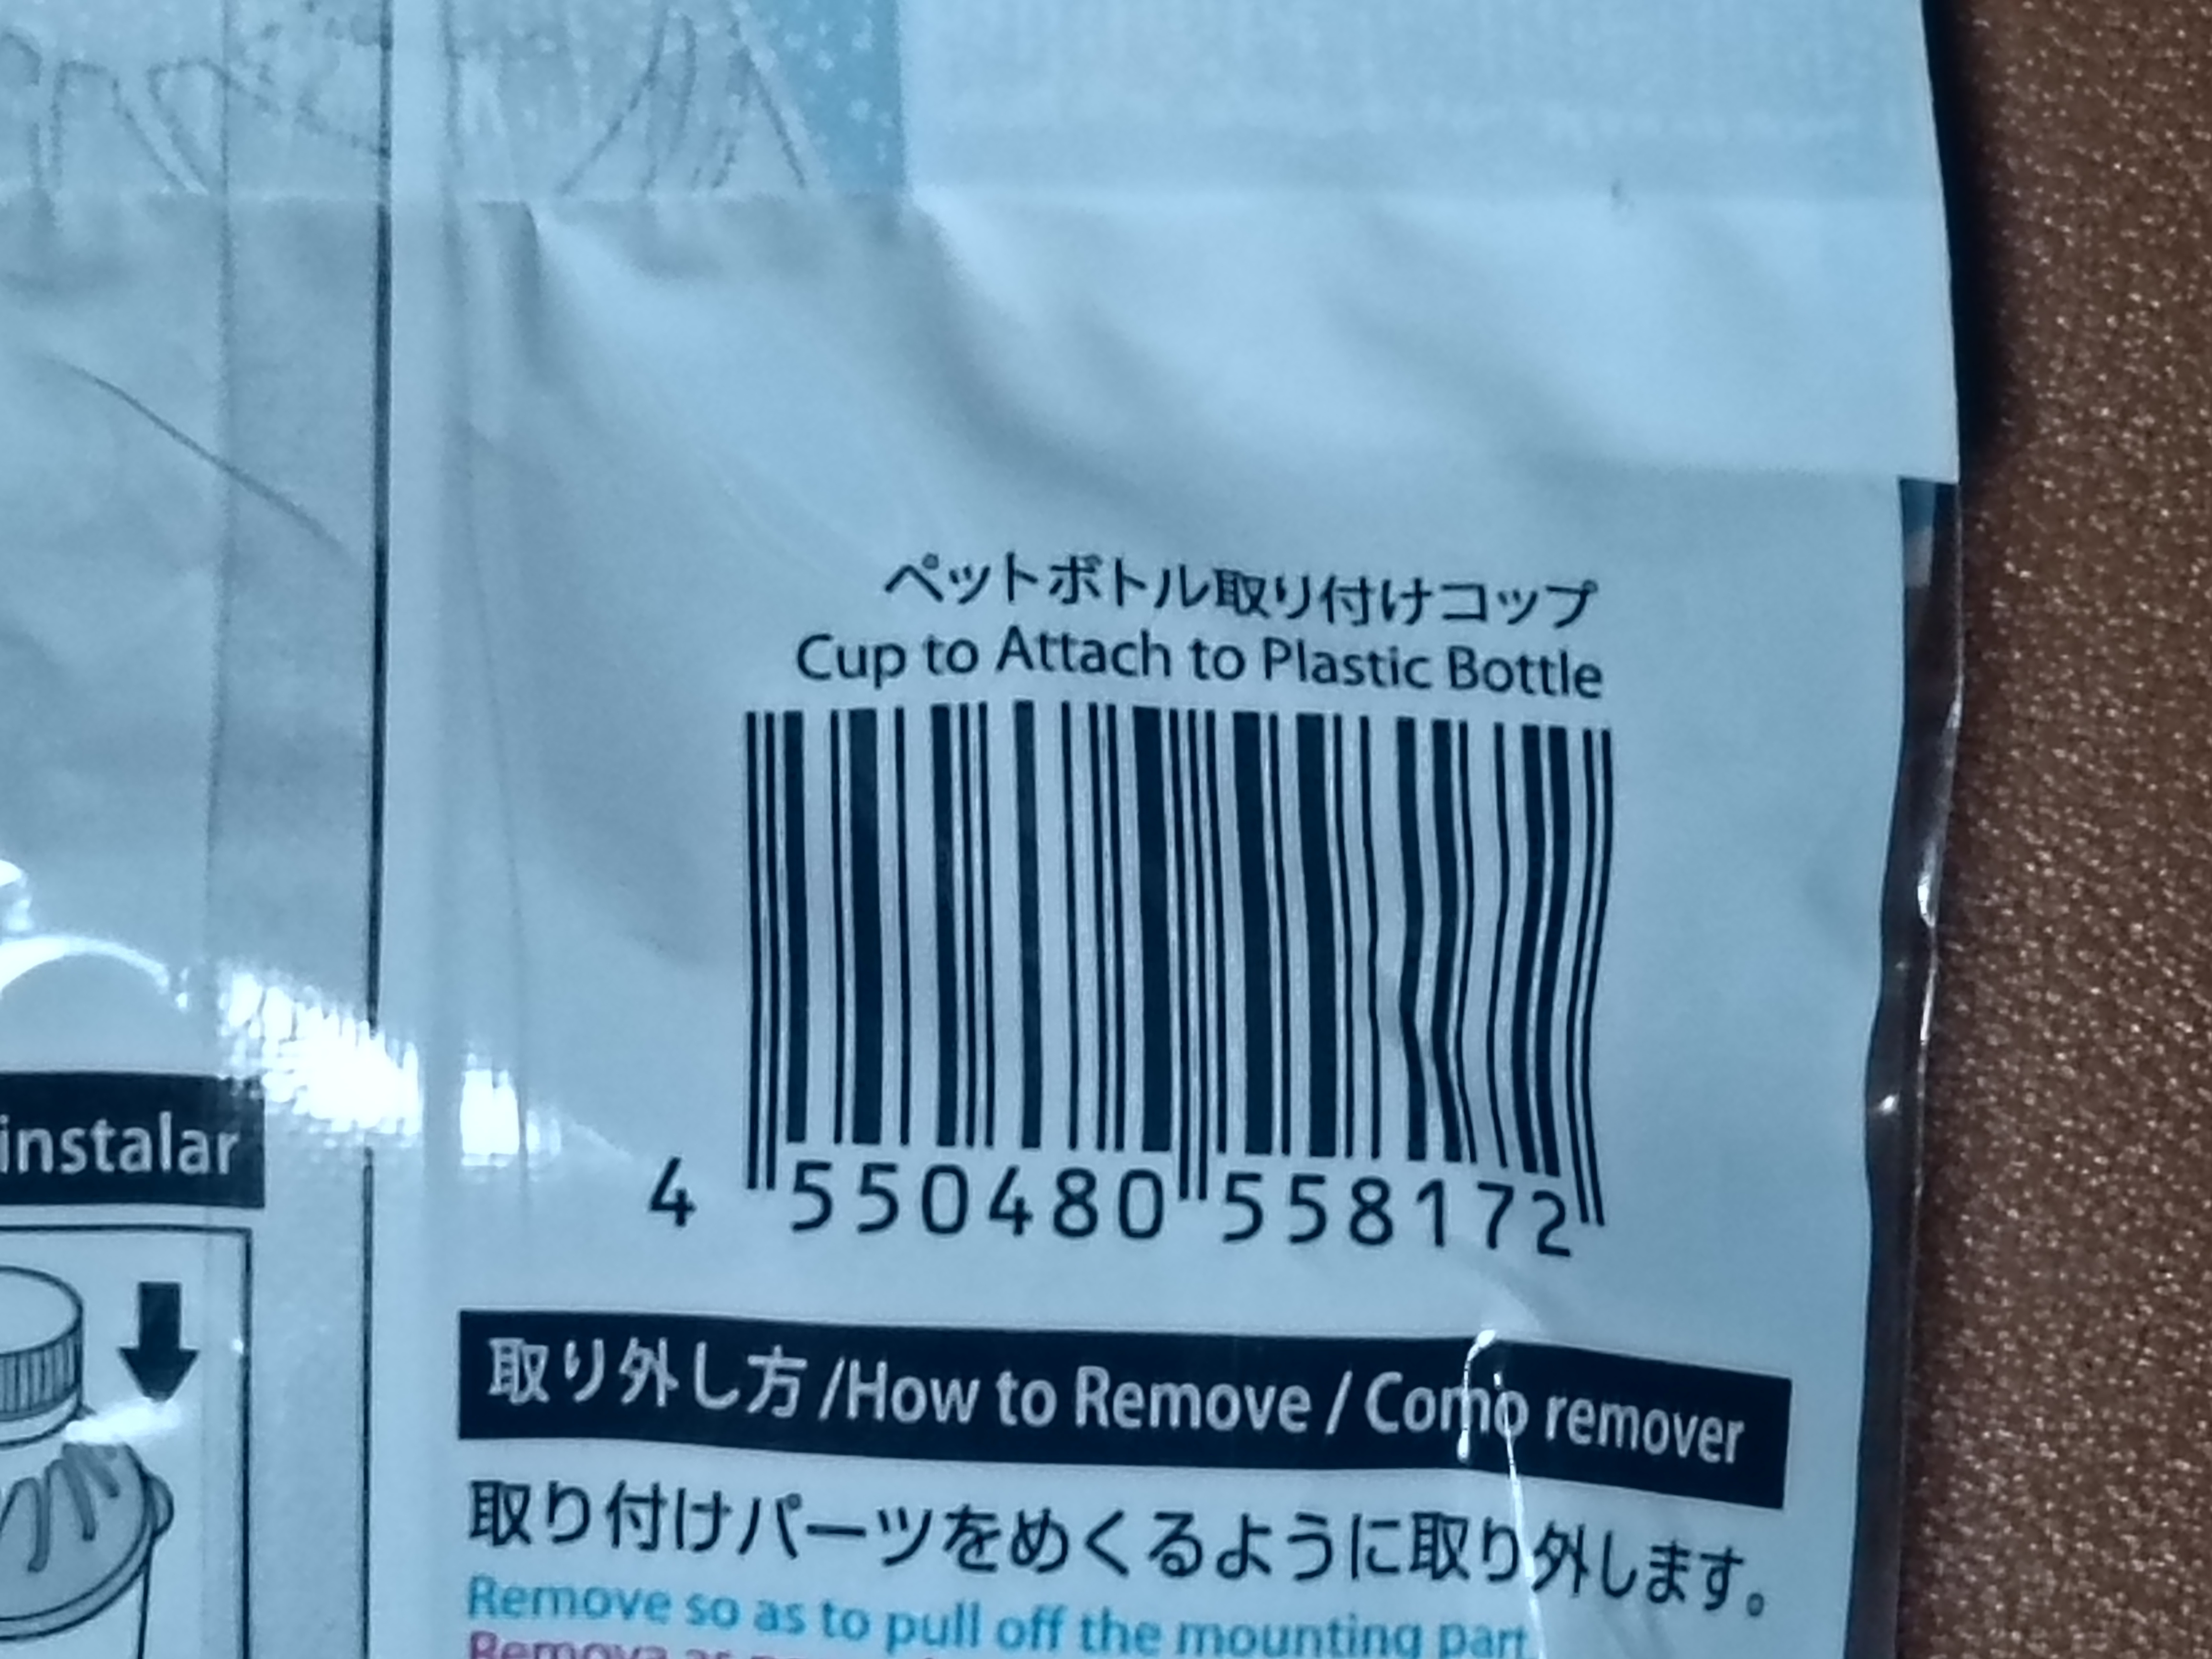 ペットボトル取り付けコップ
Cup to Attach to Plastic Bottle
4 550480 558172
instalar
取り外し方/How to Remove / Como remover
取り付けパーツをめくるように取り外します。
Remove so as to pull off the mounting part
Remova